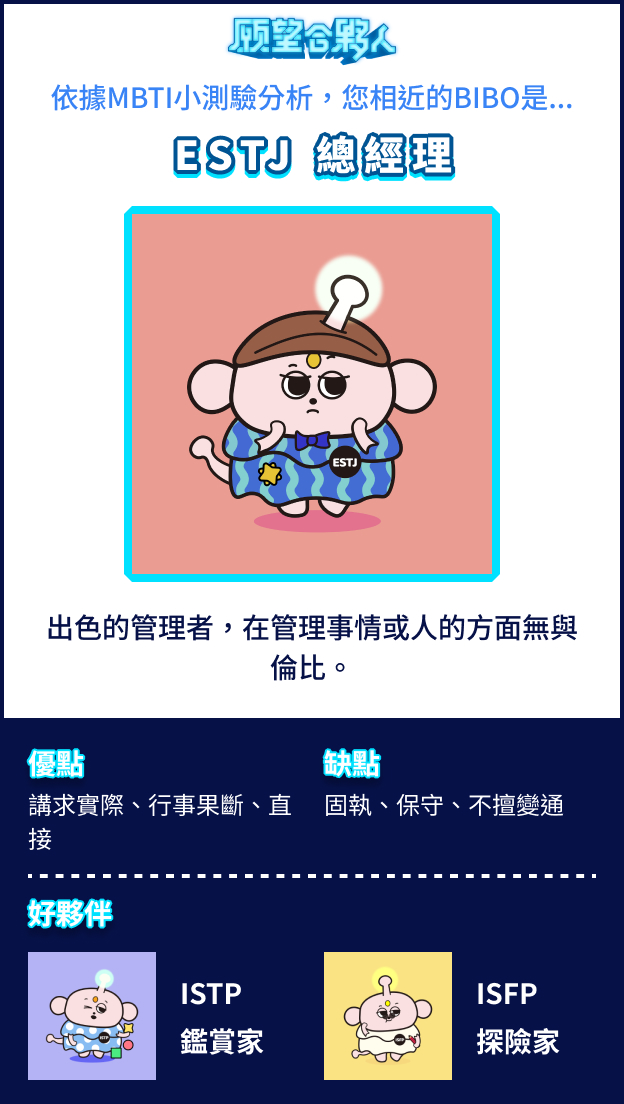 願望合夥人
依據MBTI小測驗分析，您相近的BIBO是...
ESTJ 總經理
ESTJ
出色的管理者，在管理事情或人的方面無與
倫比。
優點
缺點
講求實際、行事果斷、直
接
固執、保守、不擅變通
好夥伴
ISTP
鑑賞家
ISTP
ISFP
探險家
ISFP